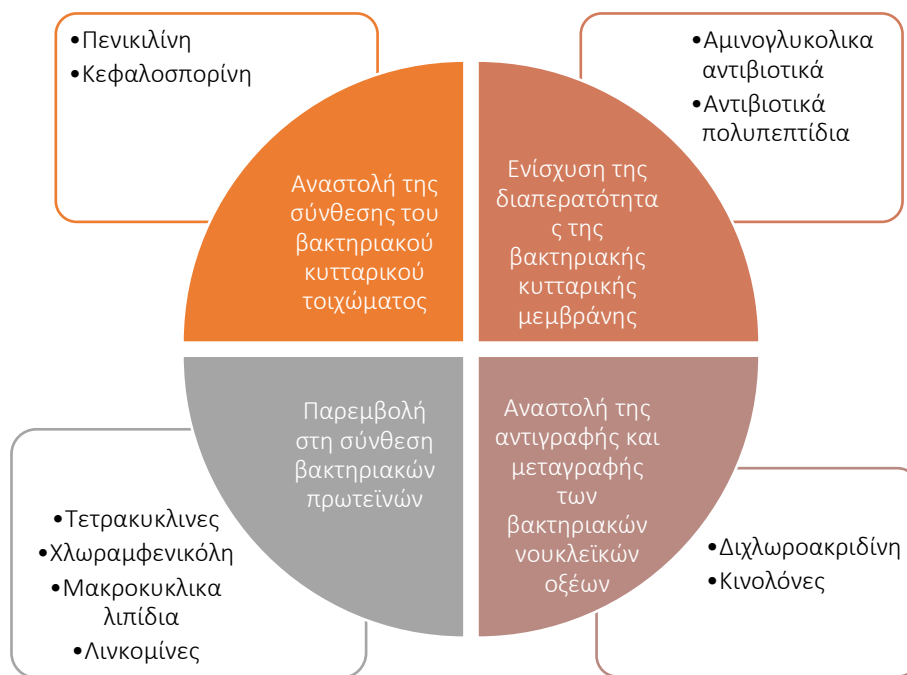 •Πενικιλίνη
•Κεφαλοσπορίνη
•Αμινογλυκολικα
αντιβιοτικά
•Αντιβιοτικά
πολυπεπτίδια
Αναστολή της
σύνθεσης του
βακτηριακού
κυτταρικού
τοιχώματος
Ενίσχυση της
διαπερατότητα
ς της
βακτηριακής
κυτταρικής
μεμβράνης
Παρεμβολή
στη σύνθεση
βακτηριακών
πρωτεϊνών
Αναστολή της
αντιγραφής και
μεταγραφής
των
βακτηριακών
νουκλεϊκών
οξέων
•Τετρακυκλινες
•Χλωραμφενικόλη
•Μακροκυκλικα
λιπίδια
•Λινκομίνες
•Διχλωροακριδίνη
•Κινολόνες